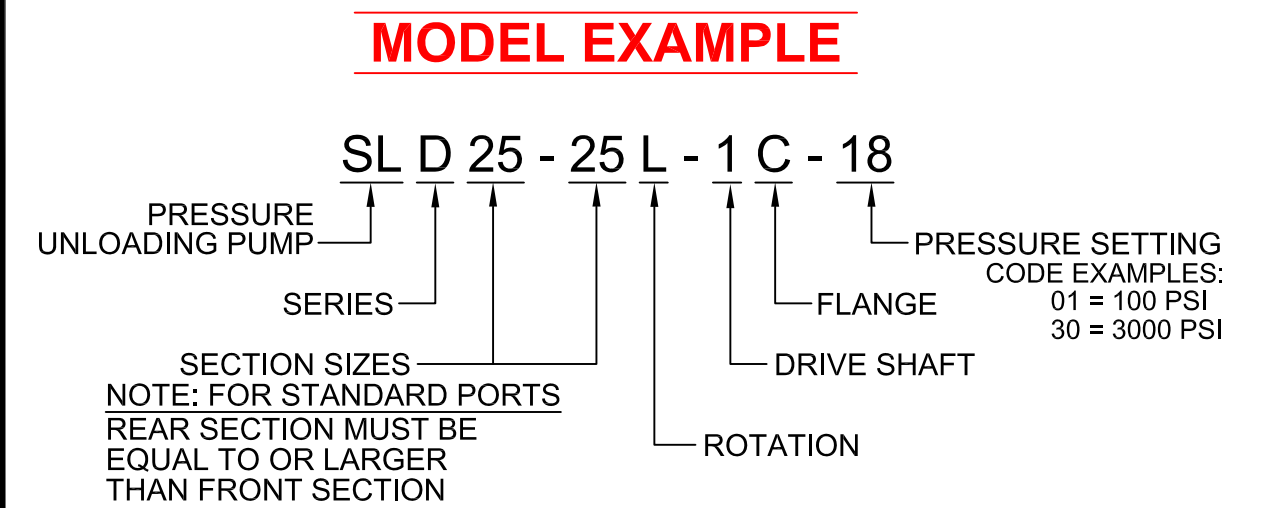 MODEL EXAMPLE
SL D 25 - 25 L - 1 C - 18
PRESSURE
UNLOADING PUMP
SERIES
SECTION SIZES
NOTE: FOR STANDARD PORTS
REAR SECTION MUST BE
EQUAL TO OR LARGER
THAN FRONT SECTION
PRESSURE SETTING
CODE EXAMPLES:
01 = 100 PSI
30 = 3000 PSI
FLANGE
DRIVE SHAFT
ROTATION